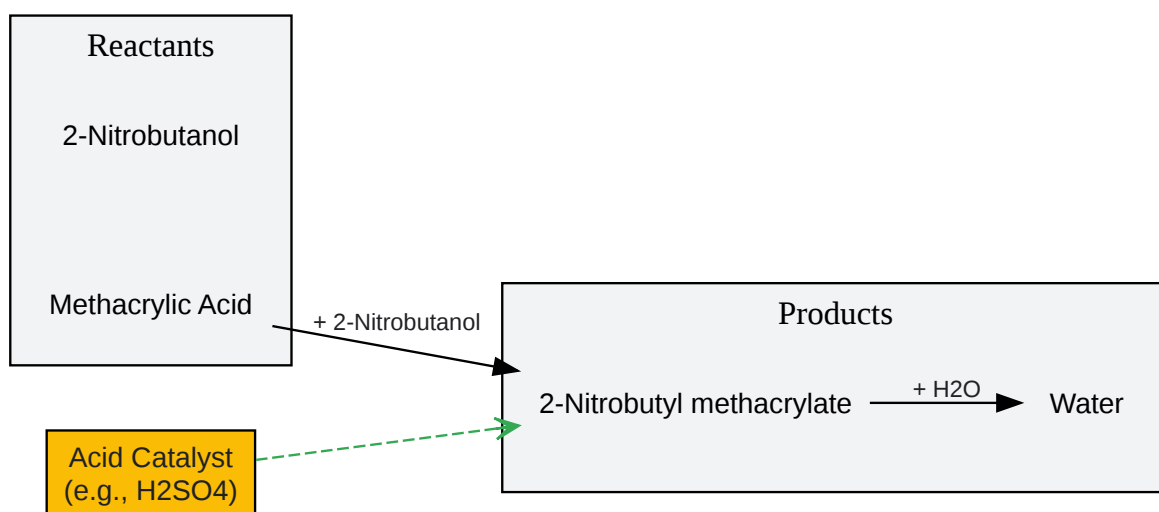 Reactants
2-Nitrobutanol
Methacrylic Acid
+ 2-Nitrobutanol
Products
2-Nitrobutyl methacrylate
+ H2O
Water
Acid Catalyst
(e.g., H2SO4)